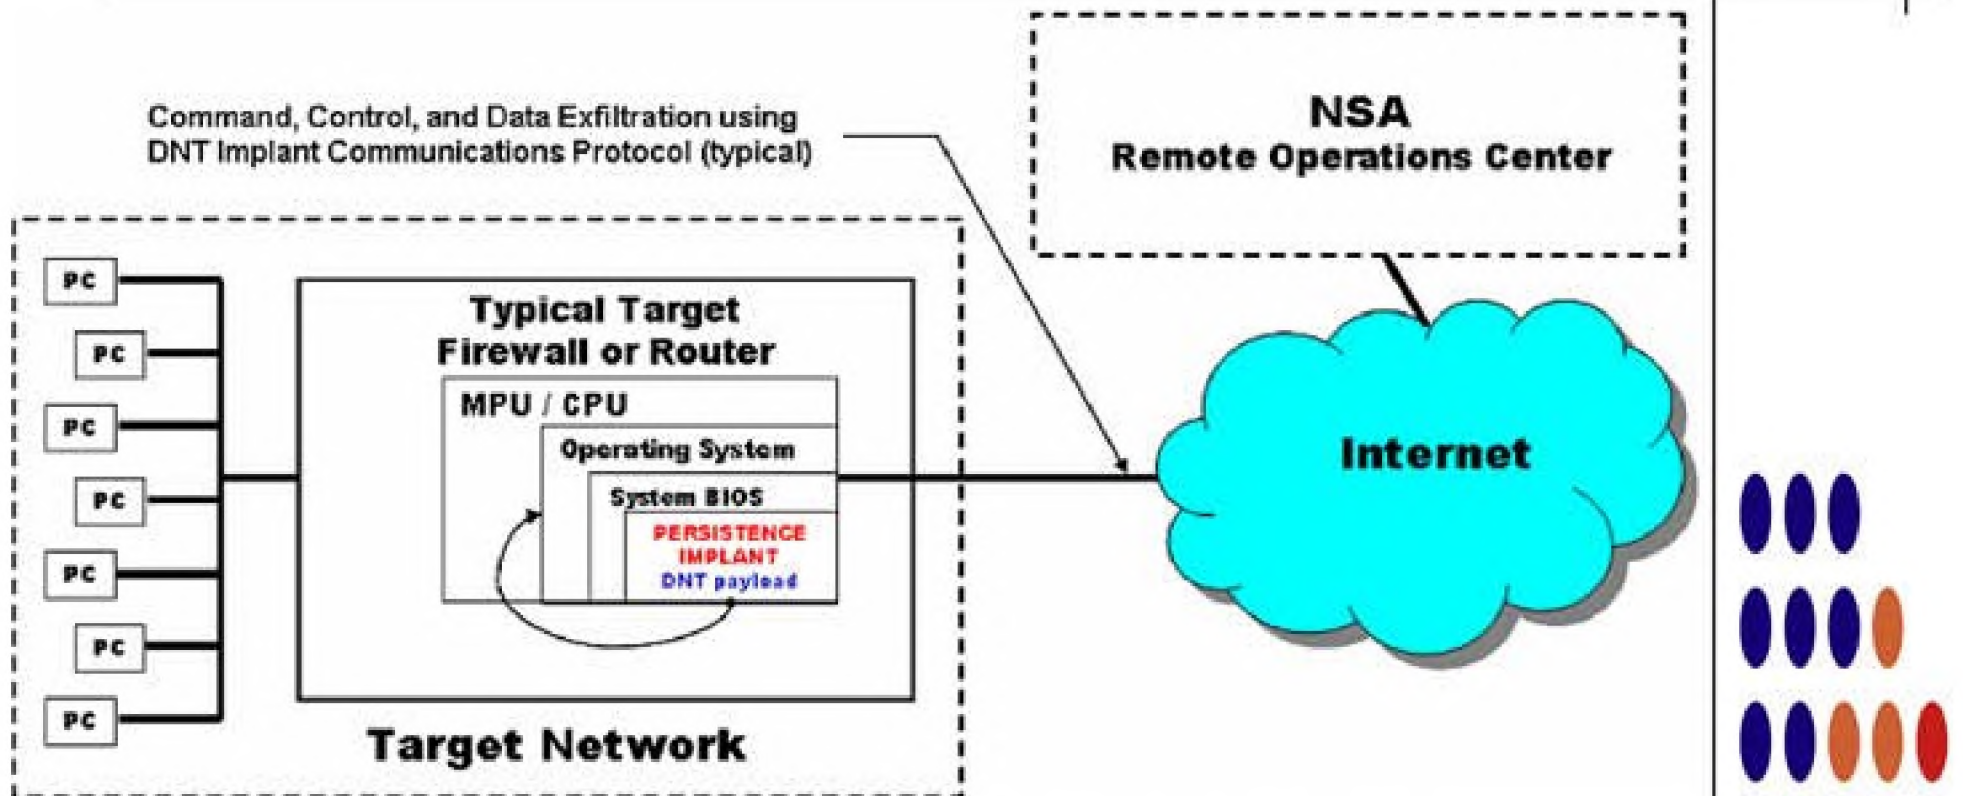 Command, Control, and Data Exfiltration using
DNT Implant Communications Protocol (typical)
NSA
Remote Operations Center
PC
PC
PC
PC
PC
PC
PC
Typical Target
Firewall or Router
MPU / CPU
Operating System
System BIOS
PERSISTENCE
IMPLANT
DNT payload
Target Network
Internet